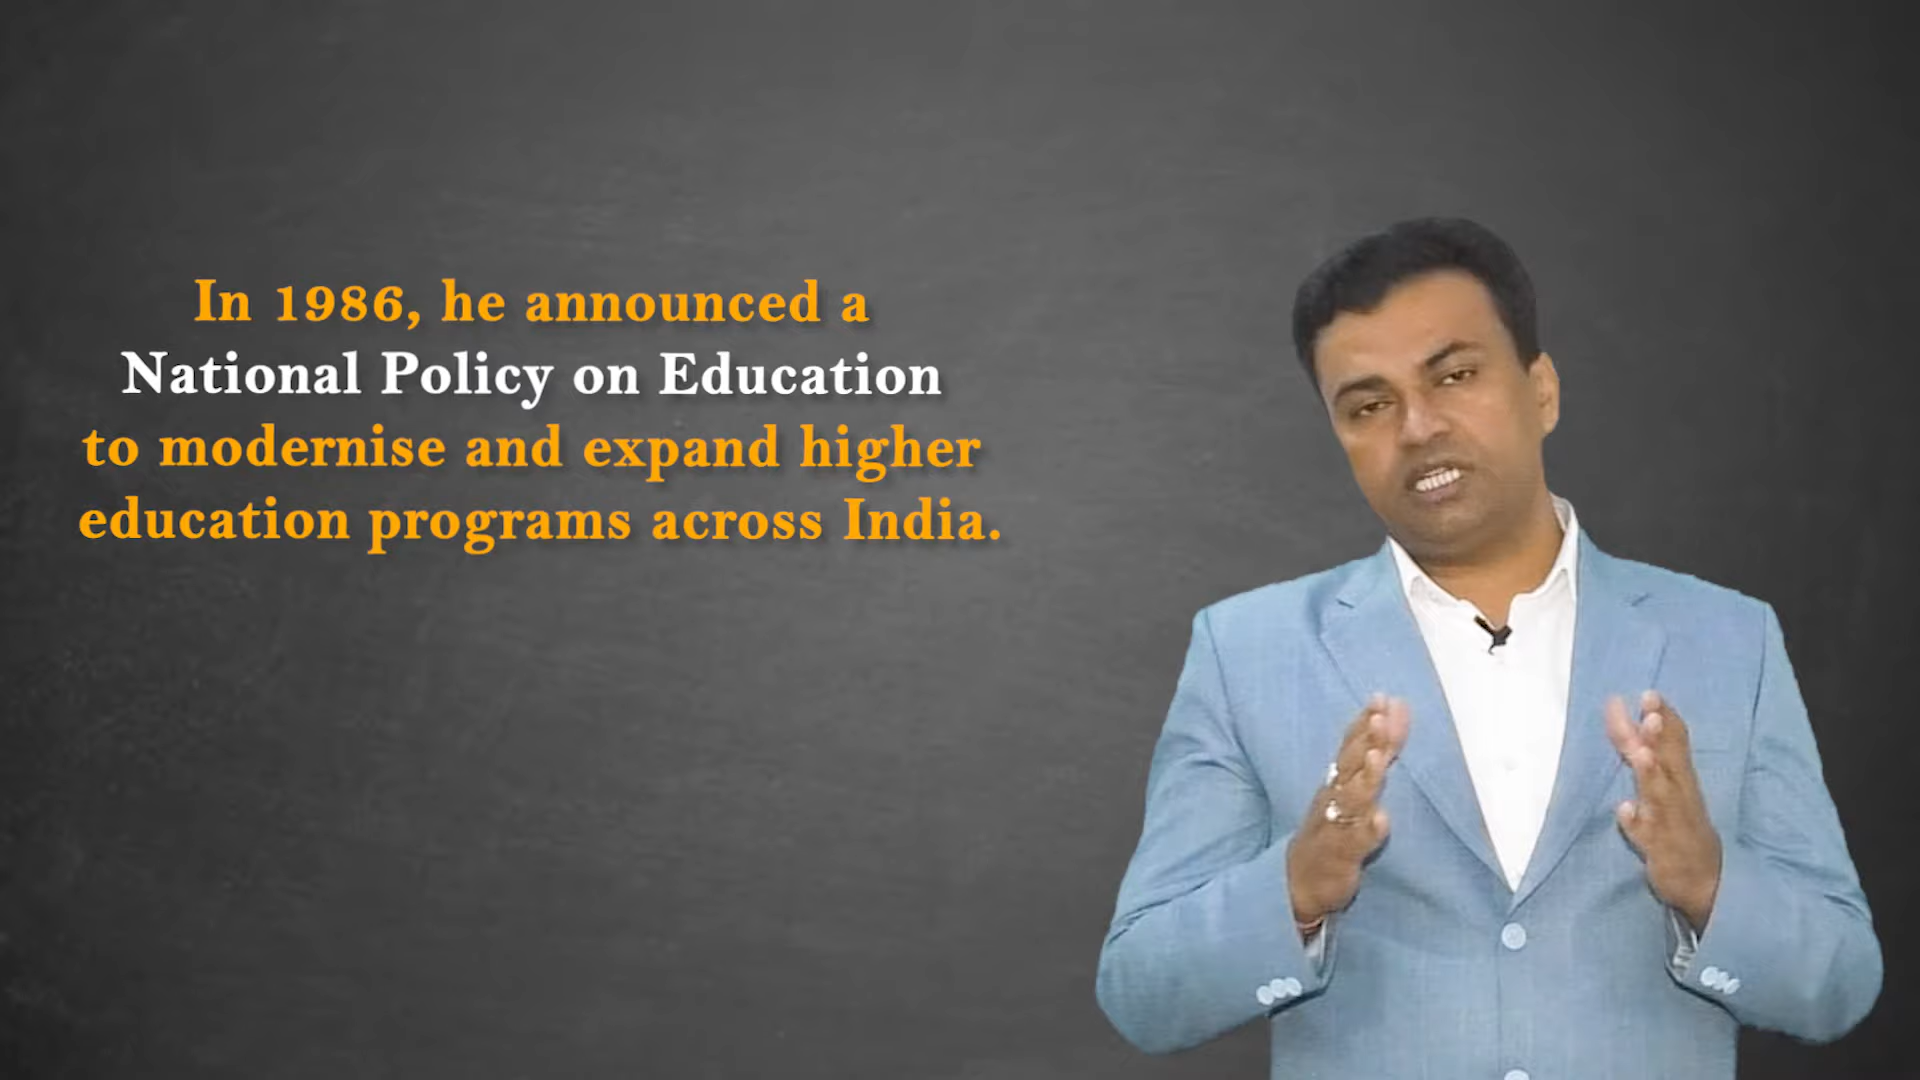 In 1986, he announced a
National Policy on Education
to modernise and expand higher
education programs across India.